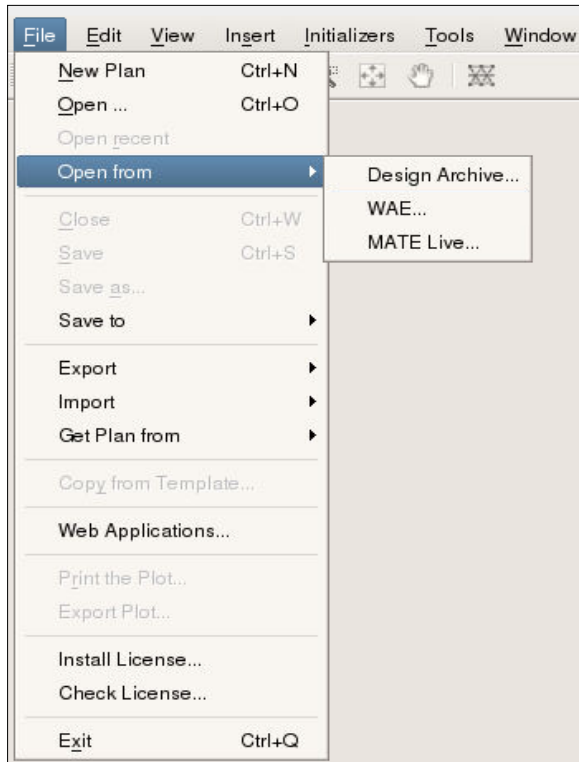 File Edit View Insert Initializers Tools Window
New Plan Ctrl+N
Open ... Ctrl+O
Open recent
Open from
Design Archive...
WAE...
MATE Live...
Close Ctrl+W
Save Ctrl+S
Save as...
Save to
Export
Import
Get Plan from
Copy from Template...
Web Applications...
Print the Plot...
Export Plot...
Install License...
Check License...
Exit Ctrl+Q